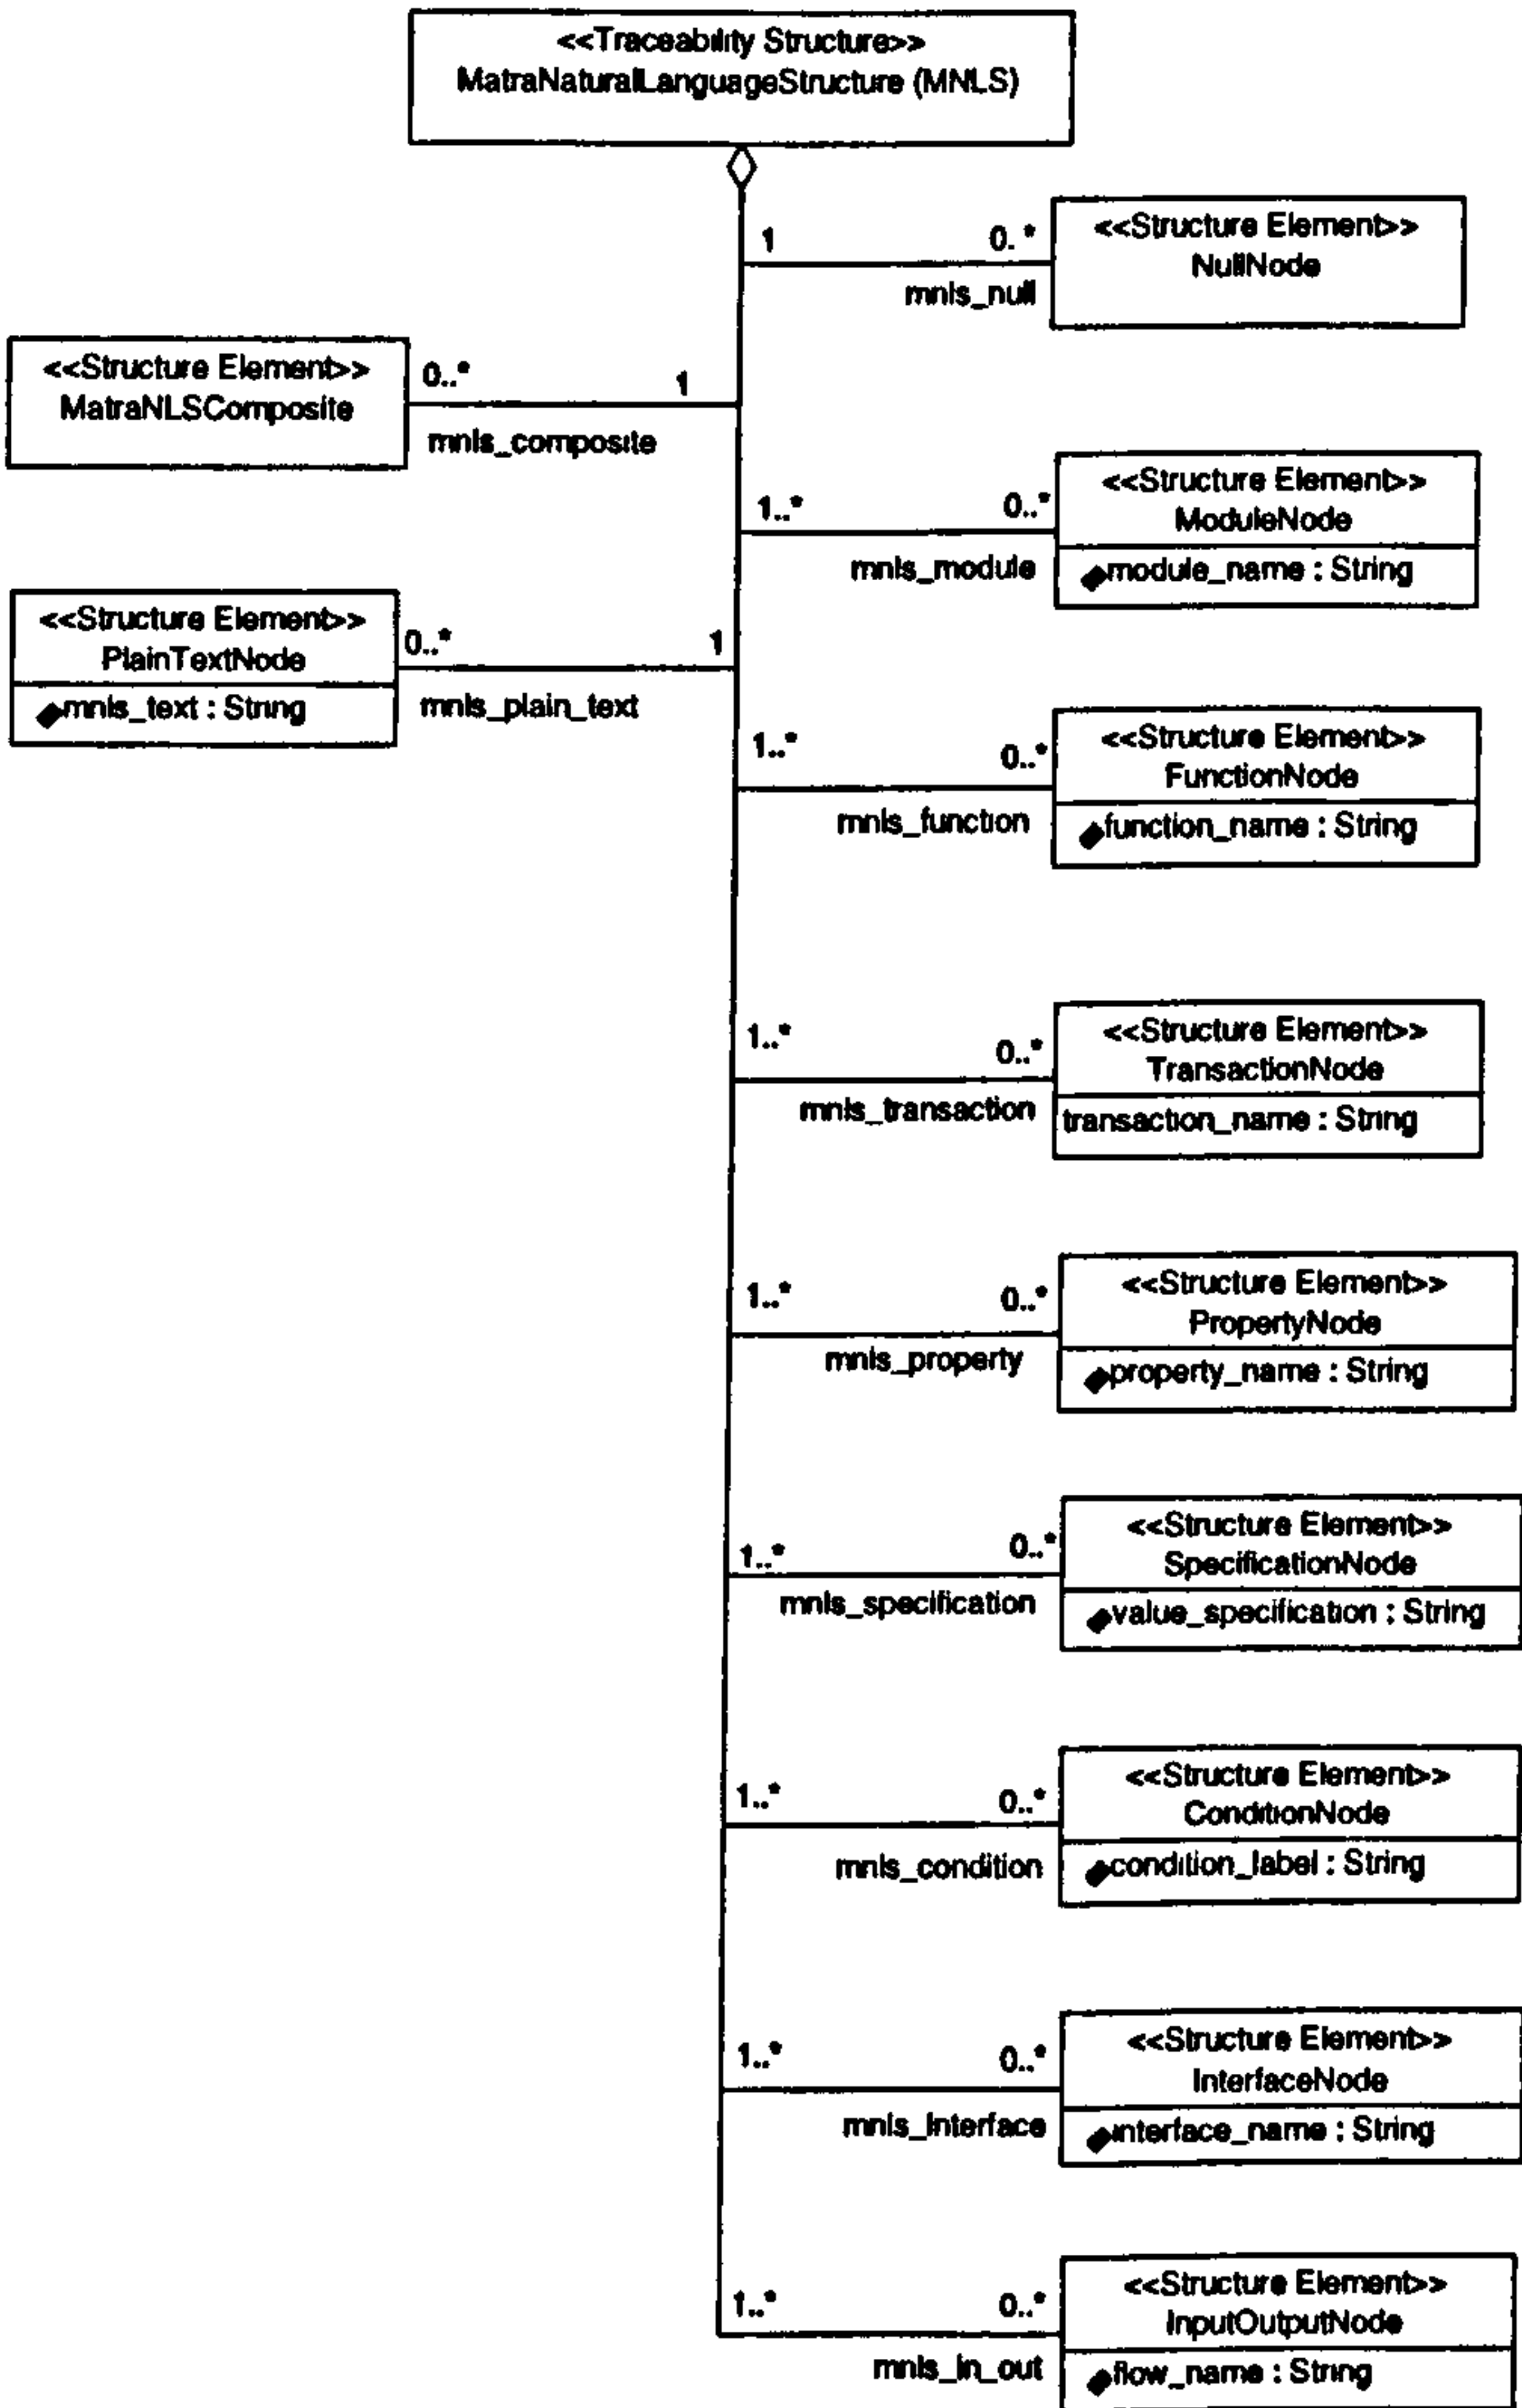 <<Traceability Structure>>
MatraNaturalLanguageStructure (MNLS)
<<Structure Element>>
NullNode
1
0..*
mnls_null
<<Structure Element>>
MatraNLSComposite
0..*
1
mnls_composite
<<Structure Element>>
ModuleNode
module_name : String
1..*
0..*
mnls_module
<<Structure Element>>
PlainTextNode
mnls_text : String
0..*
1
mnls_plain_text
<<Structure Element>>
FunctionNode
function_name : String
1..*
0..*
mnls_function
<<Structure Element>>
TransactionNode
transaction_name : String
1..*
0..*
mnls_transaction
<<Structure Element>>
PropertyNode
property_name : String
1..*
0..*
mnls_property
<<Structure Element>>
SpecificationNode
value_specification : String
1..*
0..*
mnls_specification
<<Structure Element>>
ConditionNode
condition_label : String
1..*
0..*
mnls_condition
<<Structure Element>>
InterfaceNode
interface_name : String
1..*
0..*
mnls_Interface
<<Structure Element>>
InputOutputNode
flow_name : String
1..*
0..*
mnls_in_out